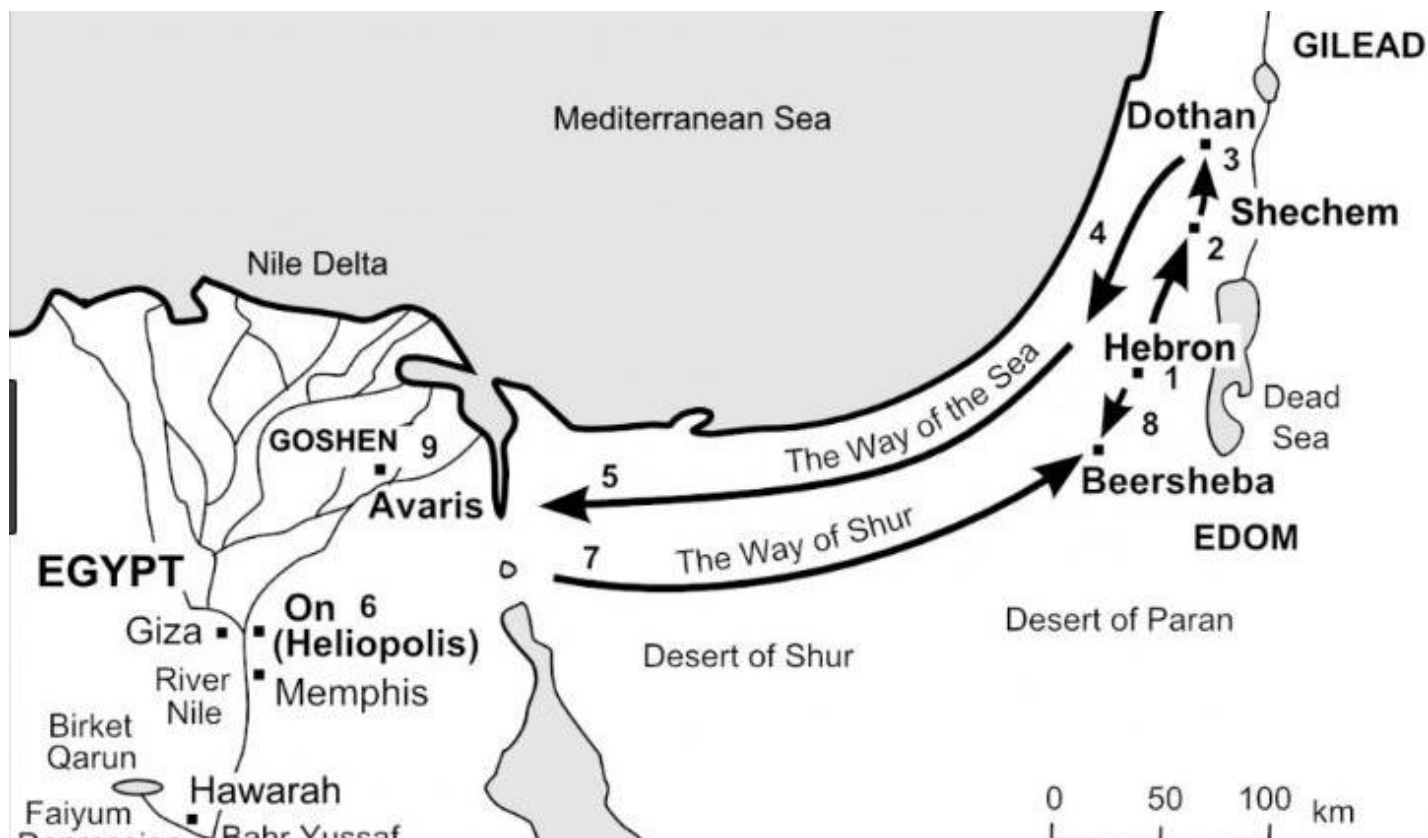 GILEAD
Mediterranean Sea
Dothan
3
Shechem
2
4
Nile Delta
Hebron
1
The Way of the Sea
Dead
Sea
8
GOSHEN 9
5
Beersheba
Avaris
The Way of Shur
EDOM
7
EGYPT
On 6
(Heliopolis)
Giza
Desert of Paran
Desert of Shur
River
Nile
Memphis
Birket
Qarun
Hawarah
0 50 100 km
Faiyum
Depression
Bahr Yussaf